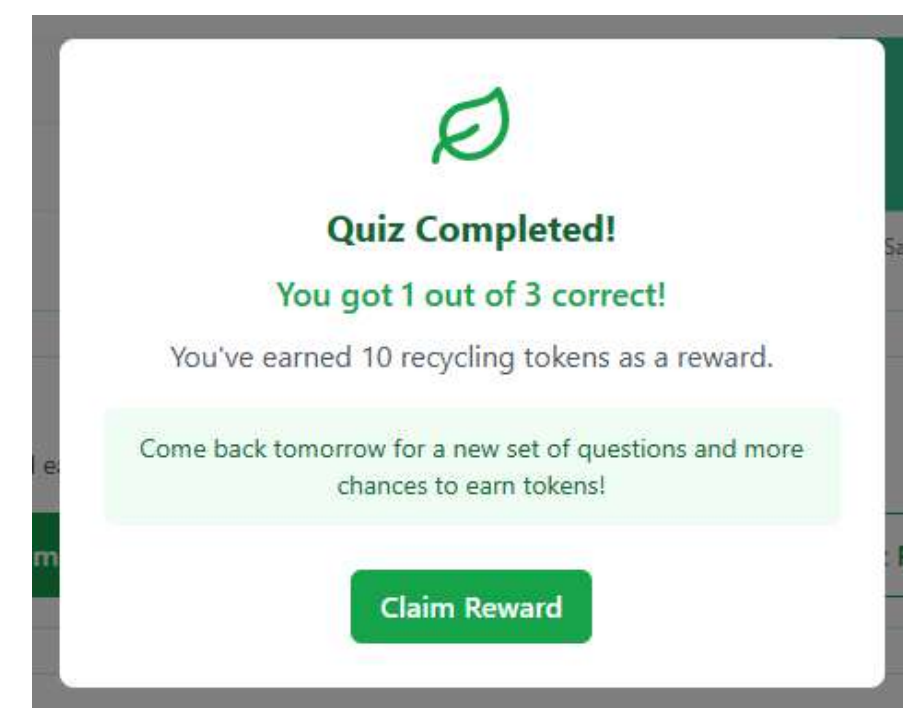 Quiz Completed!
You got 1 out of 3 correct!
You've earned 10 recycling tokens as a reward.
Come back tomorrow for a new set of questions and more
chances to earn tokens!
Claim Reward